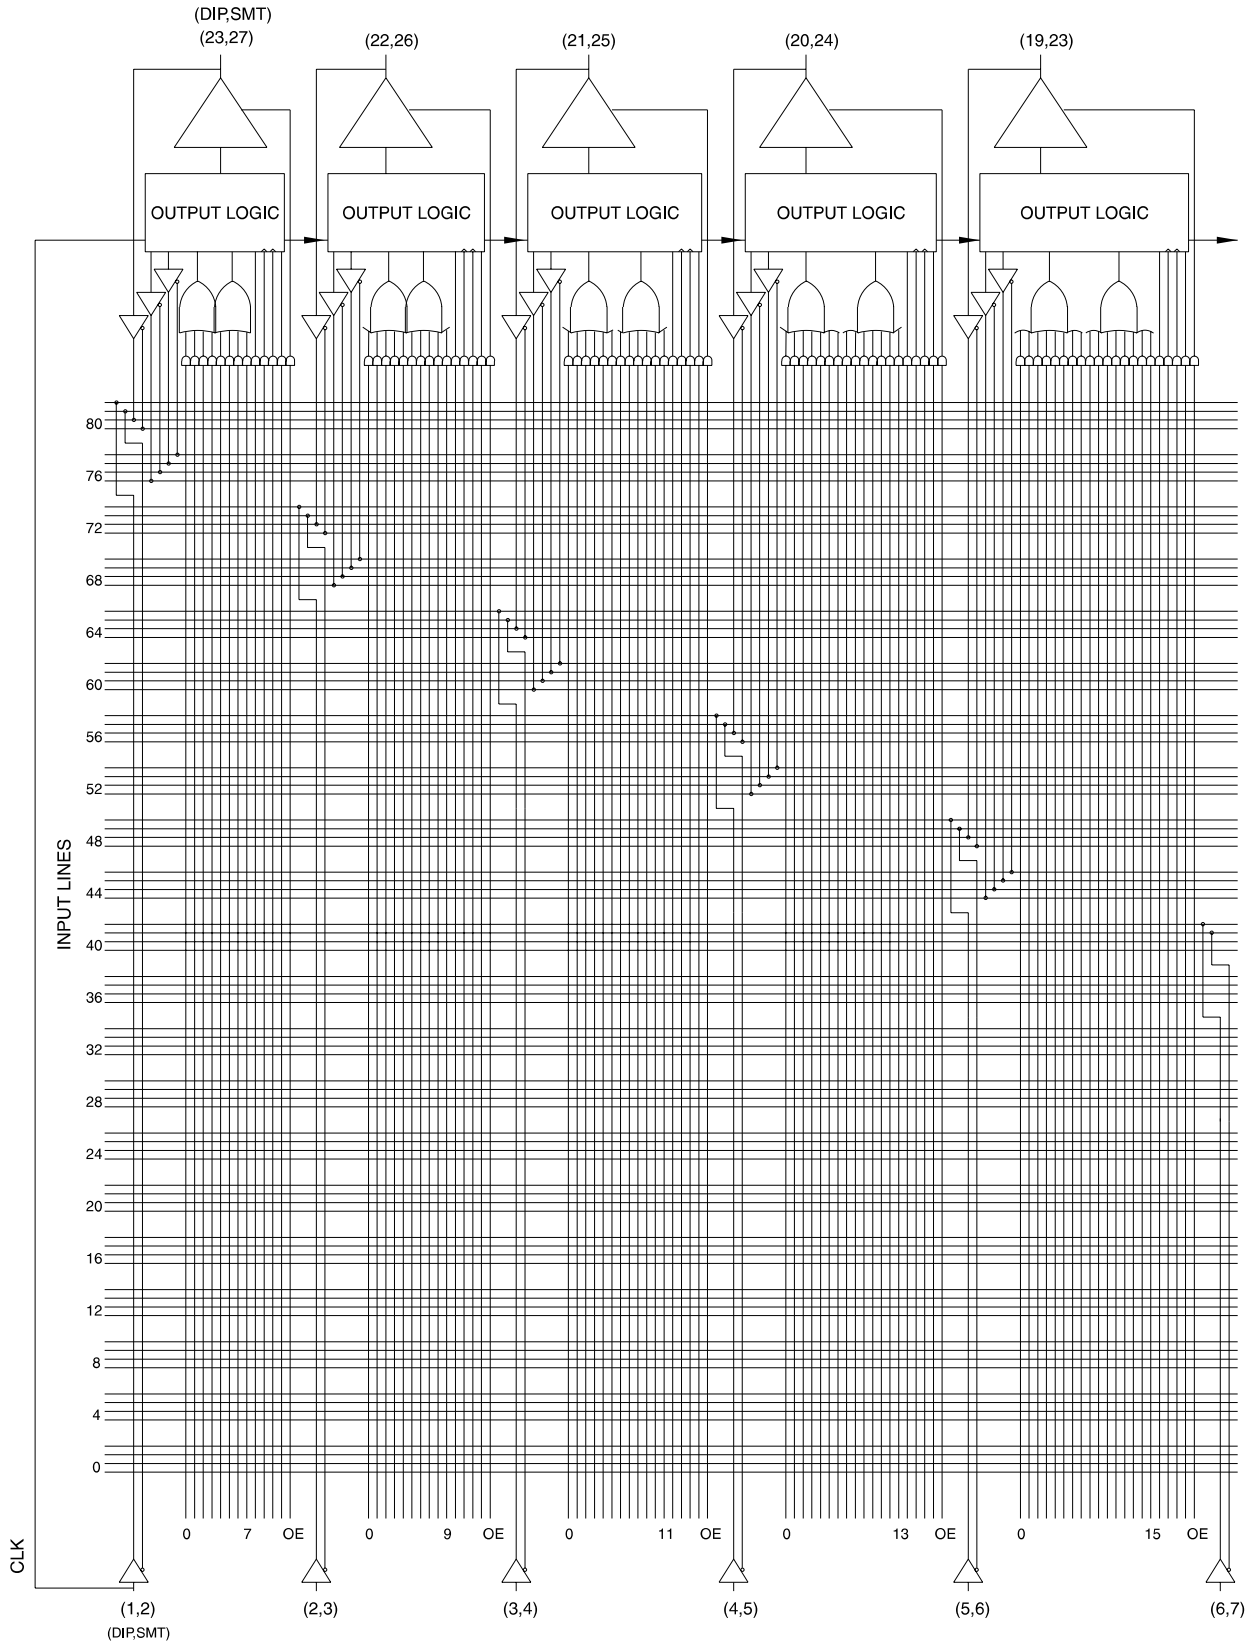 (DIP,SMT)
(23,27) (22,26) (21,25) (20,24) (19,23)
OUTPUT LOGIC OUTPUT LOGIC OUTPUT LOGIC OUTPUT LOGIC OUTPUT LOGIC
80
76
72
68
64
60
56
52
48
44
40
36
32
28
24
20
16
12
8
4
0
INPUT LINES
0 7 OE 0 9 OE 0 11 OE 0 13 OE 0 15 OE
CLK
(1,2) (2,3) (3,4) (4,5) (5,6) (6,7)
(DIP,SMT)